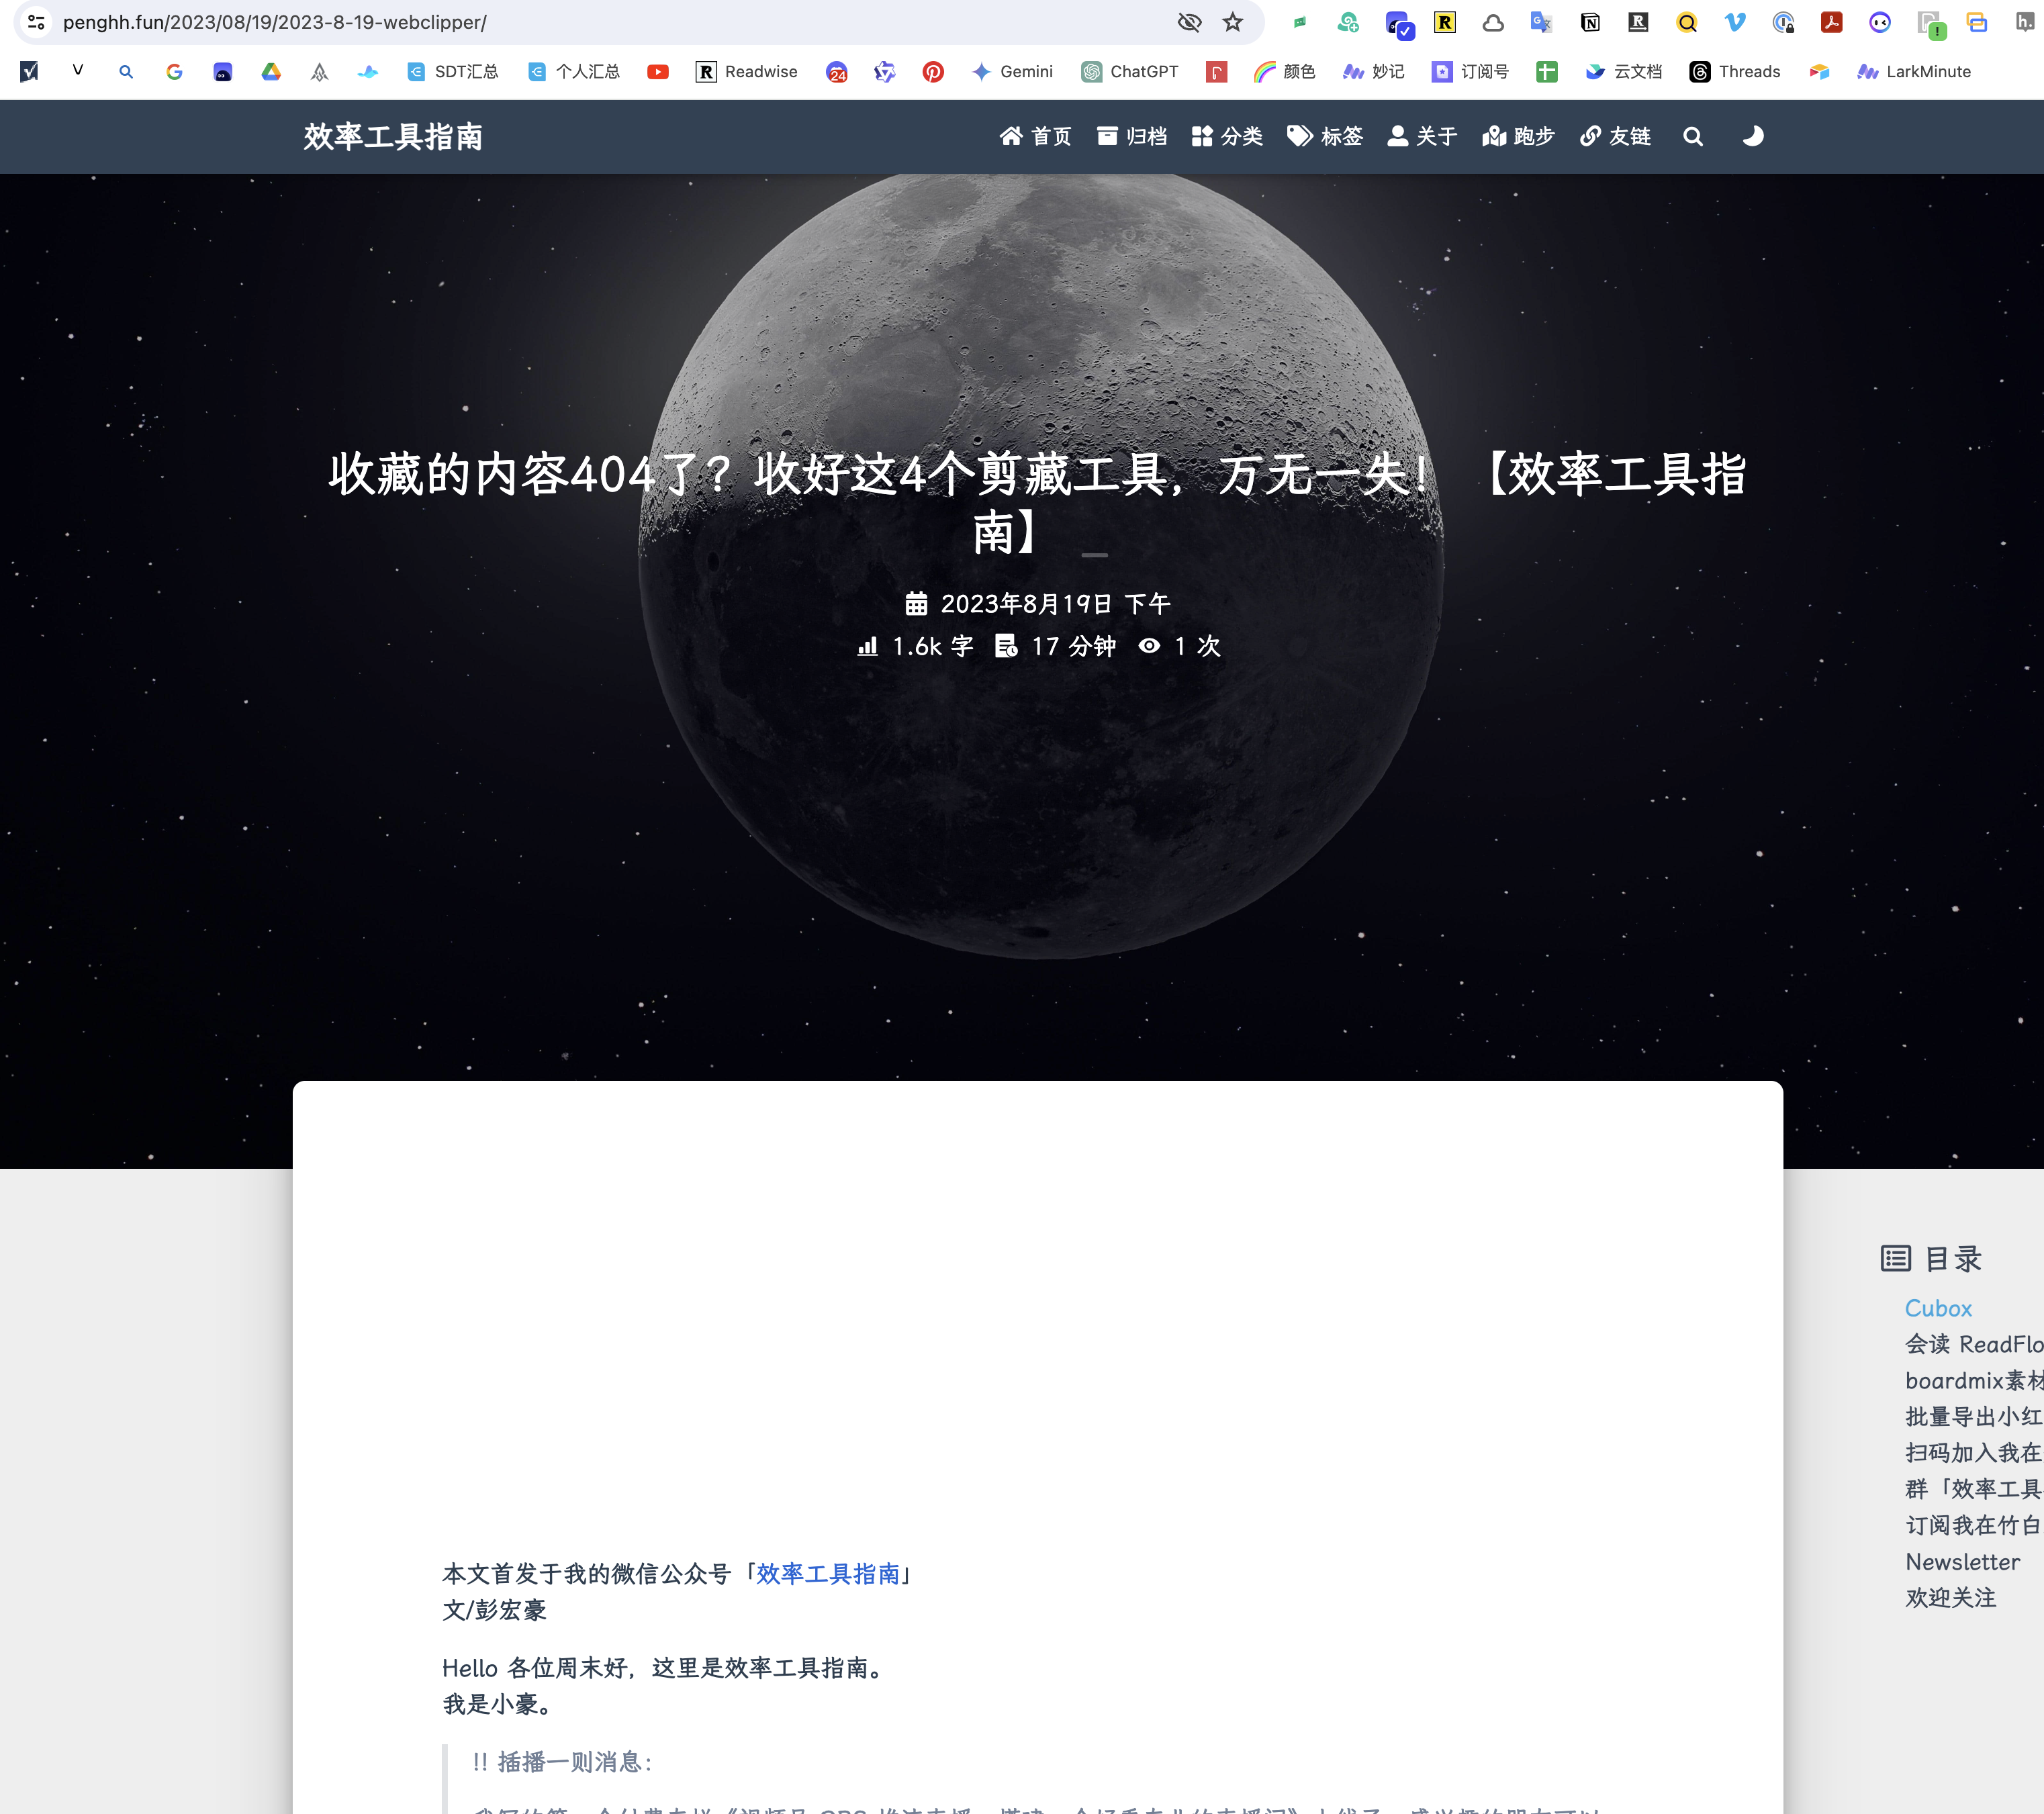 penghh.fun/2023/08/19/2023-8-19-webclipper/
SDT汇总 个人汇总 Readwise 24 Gemini ChatGPT 颜色 妙记 订阅号 云文档 Threads LarkMinute
效率工具指南 首页 归档 分类 标签 关于 跑步 友链
收藏的内容404了？收好这4个剪藏工具，万无一失！【效率工具指
南】_
2023年8月19日 下午
1.6k 字 17 分钟 1 次
目录
Cubox
会读 ReadFlo
boardmix素材
批量导出小红
扫码加入我在
群「效率工具
订阅我在竹白
Newsletter
欢迎关注
本文首发于我的微信公众号「效率工具指南」
文/彭宏豪
Hello 各位周末好，这里是效率工具指南。
我是小豪。
!! 插播一则消息：